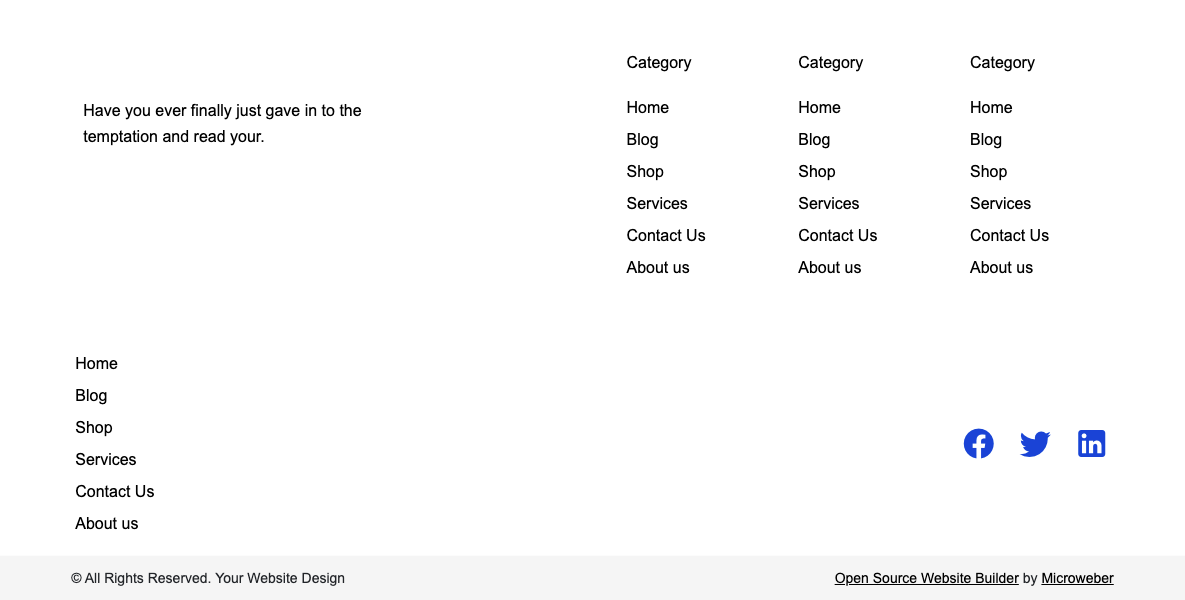 Have you ever finally just gave in to the
temptation and read your.
Category
Home
Blog
Shop
Services
Contact Us
About us
Category
Home
Blog
Shop
Services
Contact Us
About us
Category
Home
Blog
Shop
Services
Contact Us
About us
Home
Blog
Shop
Services
Contact Us
About us
© All Rights Reserved. Your Website Design
Open Source Website Builder by Microweber